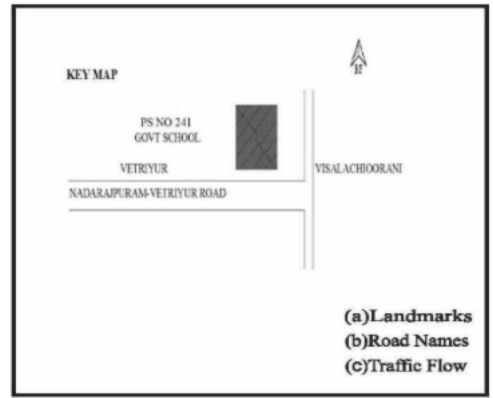 N
KEY MAP
PS NO 241
GOVT SCHOOL
VETRIYUR
VISALACHIOORANI
NADARAJPURAM-VETRIYUR ROAD
(a)Landmarks
(b)Road Names
(c)Traffic Flow